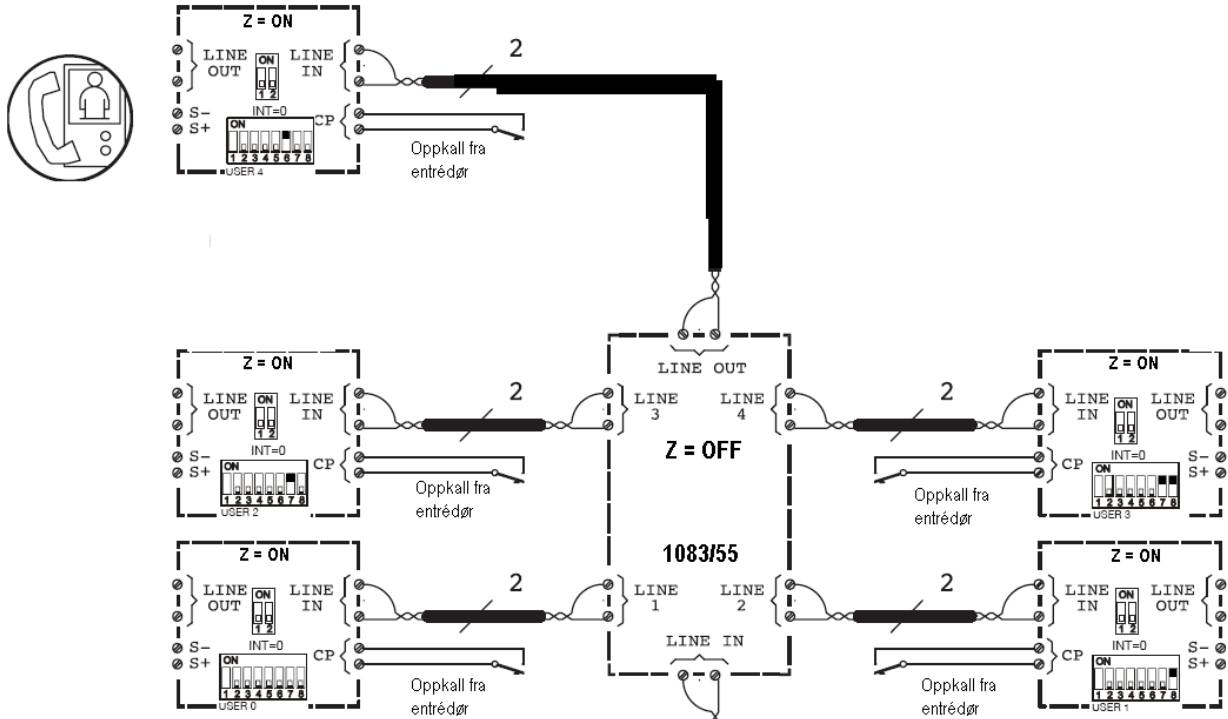 Z = ON
LINE OUT
ON
1 2
LINE IN
2
S-
S+
INT=0
CP
ON
1 2 3 4 5 6 7 8
USER 4
Oppkall fra
entrédør
LINE OUT
Z = ON
LINE OUT
ON
1 2
LINE IN
2
LINE 3
LINE 4
2
Z = ON
LINE IN
ON
1 2
LINE OUT
S-
S+
INT=0
CP
ON
1 2 3 4 5 6 7 8
USER 2
Oppkall fra
entrédør
Z = OFF
Oppkall fra
entrédør
CP
INT=0
S-
S+
ON
1 2 3 4 5 6 7 8
USER 3
1083/55
Z = ON
LINE OUT
ON
1 2
LINE IN
2
LINE 1
LINE 2
2
Z = ON
LINE IN
ON
1 2
LINE OUT
LINE IN
S-
S+
INT=0
CP
ON
1 2 3 4 5 6 7 8
USER 0
Oppkall fra
entrédør
Oppkall fra
entrédør
CP
INT=0
S-
S+
ON
1 2 3 4 5 6 7 8
USER 1